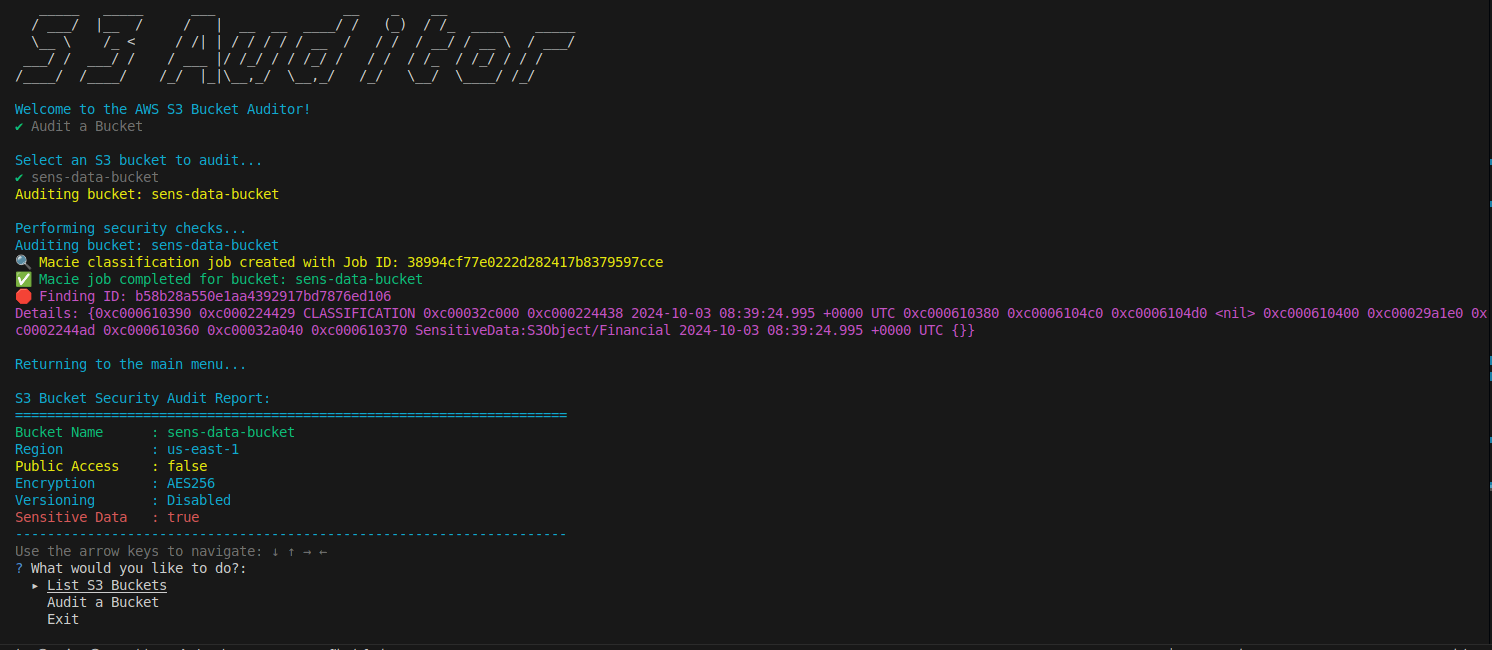 S3 Auditor
Welcome to the AWS S3 Bucket Auditor!
✔ Audit a Bucket
Select an S3 bucket to audit...
✔ sens-data-bucket
Auditing bucket: sens-data-bucket
Performing security checks...
Auditing bucket: sens-data-bucket
🔍 Macie classification job created with Job ID: 38994cf77e0222d282417b8379597cce
✅ Macie job completed for bucket: sens-data-bucket
🛑 Finding ID: b58b28a550e1aa4392917bd7876ed106
Details: {0xc000610390 0xc000224429 CLASSIFICATION 0xc00032c000 0xc000224438 2024-10-03 08:39:24.995 +0000 UTC 0xc000610380 0xc0006104c0 0xc0006104d0 <nil> 0xc000610400 0xc00029a1e0 0x
c0002244ad 0xc000610360 0xc00032a040 0xc000610370 SensitiveData:S3Object/Financial 2024-10-03 08:39:24.995 +0000 UTC {}}
Returning to the main menu...
S3 Bucket Security Audit Report:
=====================================================================
Bucket Name : sens-data-bucket
Region : us-east-1
Public Access : false
Encryption : AES256
Versioning : Disabled
Sensitive Data : true
---------------------------------------------------------------------
Use the arrow keys to navigate: ↓ ↑ → ←
? What would you like to do?:
▸ List S3 Buckets
Audit a Bucket
Exit